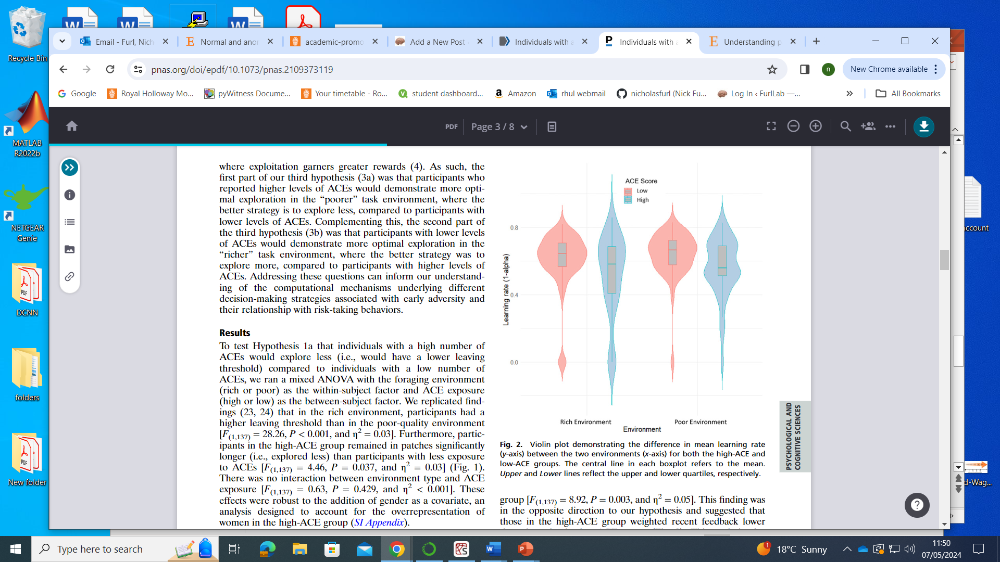 Recycle Bin
MATLAB
R2022b
NETGEAR
Genie
DCNN
folders
New folder
Email - Furl, Nich
Normal and anor
academic-promo
Add a New Post
Individuals with a
Individuals with a
Understanding p
pnas.org/doi/epdf/10.1073/pnas.2109373119
n
New Chrome available
Google
Royal Holloway Mo...
pyWitness Docume...
Your timetable - Ro...
student dashboard...
Amazon
rhul webmail
nicholasfurl (Nick Fu...
Log In ‹ FurlLab —...
»
All Bookmarks
PDF
Page 3 / 8
where exploitation garners greater rewards (4). As such, the
first part of our third hypothesis (3a) was that participants who
reported higher levels of ACEs would demonstrate more opti-
mal exploration in the “poorer” task environment, where the
better strategy is to explore less, compared to participants with
lower levels of ACEs. Complementing this, the second part of
the third hypothesis (3b) was that participants with lower levels
of ACEs would demonstrate more optimal exploration in the
“richer” task environment, where the better strategy was to
explore more, compared to participants with higher levels of
ACEs. Addressing these questions can inform our understand-
ing of the computational mechanisms underlying different
decision-making strategies associated with early adversity and
their relationship with risk-taking behaviors.
Results
To test Hypothesis 1a that individuals with a high number of
ACEs would explore less (i.e., would have a lower leaving
threshold) compared to individuals with a low number of
ACEs, we ran a mixed ANOVA with the foraging environment
(rich or poor) as the within-subject factor and ACE exposure
(high or low) as the between-subject factor. We replicated find-
ings (23, 24) that in the rich environment, participants had a
higher leaving threshold than in the poor-quality environment
[F(1,137) = 28.26, P < 0.001, and η² = 0.03]. Furthermore, partic-
ipants in the high-ACE group remained in patches significantly
longer (i.e., explored less) than participants with less exposure
to ACEs [F(1,137) = 4.46, P = 0.037, and η² = 0.03] (Fig. 1).
There was no interaction between environment type and ACE
exposure [F(1,137) = 0.63, P = 0.429, and η² < 0.001]. These
effects were robust to the addition of gender as a covariate, an
analysis designed to account for the overrepresentation of
women in the high-ACE group (SI Appendix).
ACE Score
Low
High
0.8
0.4
0.0
Learning rate (1-alpha)
Rich Environment
Poor Environment
Environment
Fig. 2. Violin plot demonstrating the difference in mean learning rate
(y-axis) between the two environments (x-axis) for both the high-ACE and
low-ACE groups. The central line in each boxplot refers to the mean.
Upper and Lower lines reflect the upper and lower quartiles, respectively.
group [F(1,137) = 8.92, P = 0.003, and η² = 0.05]. This finding was
in the opposite direction to our hypothesis and suggested that
those in the high-ACE group weighted recent feedback lower
PSYCHOLOGICAL AND
COGNITIVE SCIENCES
ccount
d-Wag...
Type here to search
1
18°C Sunny
11:50
07/05/2024